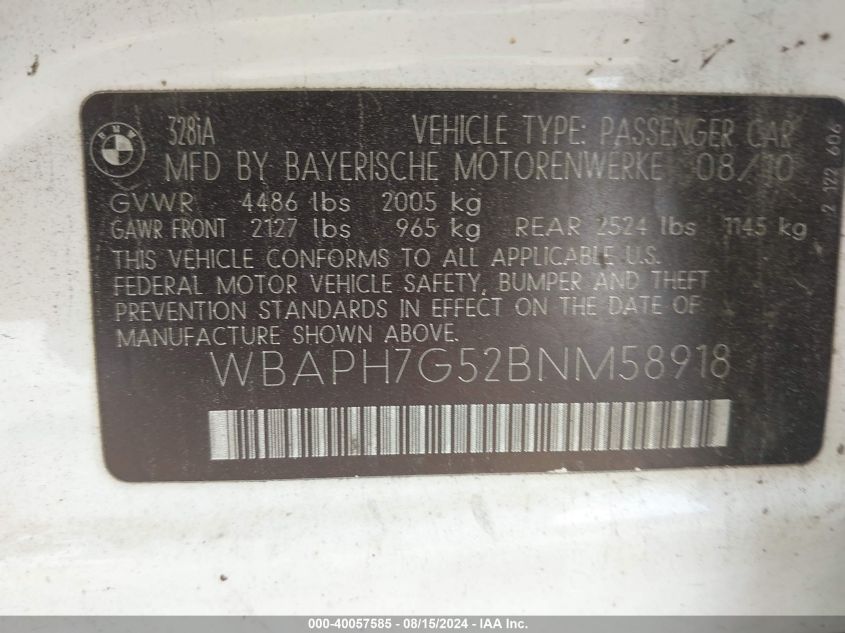 BMW
328iA VEHICLE TYPE: PASSENGER CAR
MFD BY BAYERISCHE MOTORENWERKE 08/10
GVWR 4486 lbs 2005 kg
GAWR FRONT 2127 lbs 965 kg REAR 2524 lbs 1145 kg
THIS VEHICLE CONFORMS TO ALL APPLICABLE U.S.
FEDERAL MOTOR VEHICLE SAFETY, BUMPER AND THEFT
PREVENTION STANDARDS IN EFFECT ON THE DATE OF
MANUFACTURE SHOWN ABOVE.
WBAPH7G52BNM58918
2 122 606
000-40057585 - 08/15/2024 - IAA Inc.